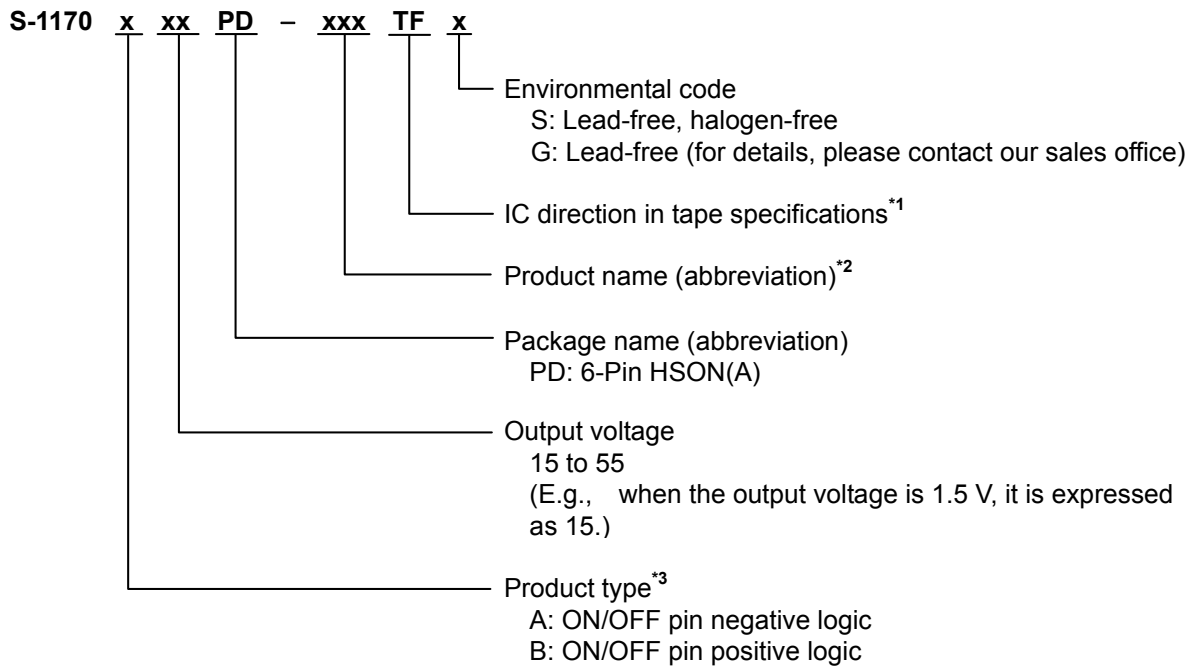 S-1170 x xx PD – xxx TF x
Environmental code
S: Lead-free, halogen-free
G: Lead-free (for details, please contact our sales office)
IC direction in tape specifications*1
Product name (abbreviation)*2
Package name (abbreviation)
PD: 6-Pin HSON(A)
Output voltage
15 to 55
(E.g., when the output voltage is 1.5 V, it is expressed
as 15.)
Product type*3
A: ON/OFF pin negative logic
B: ON/OFF pin positive logic